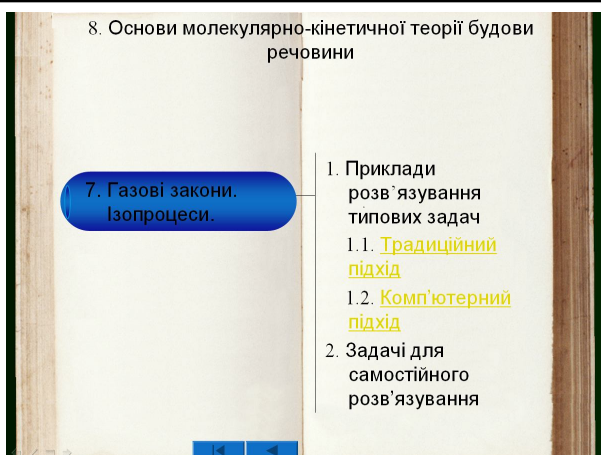 8. Основи молекулярно-кінетичної теорії будови
речовини
7. Газові закони.
Ізопроцеси.
1. Приклади
розв’язування
типових задач
1.1. Традиційний
підхід
1.2. Комп’ютерний
підхід
2. Задачі для
самостійного
розв’язування